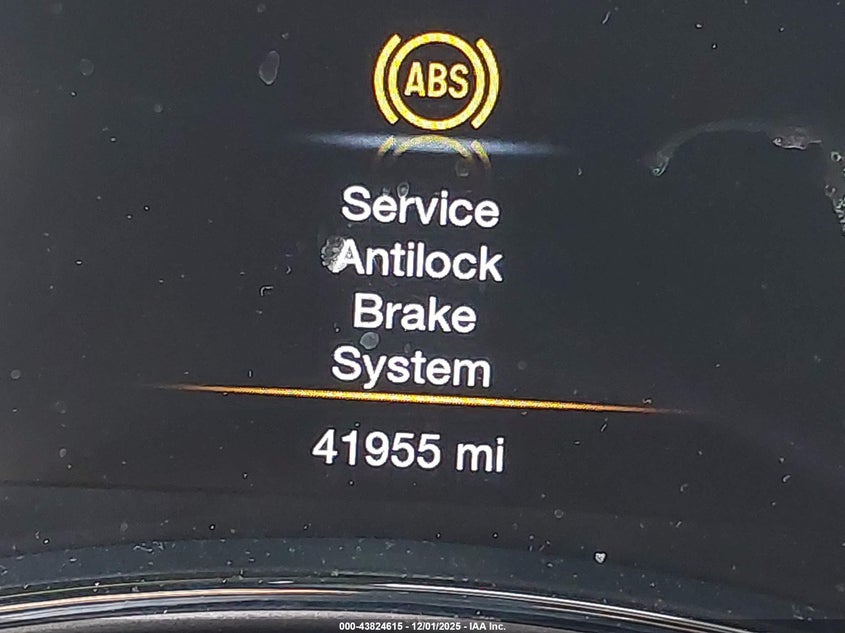 ABS
Service
Antilock
Brake
System
41955 mi
000-43824615 - 12/01/2025 - IAA Inc.